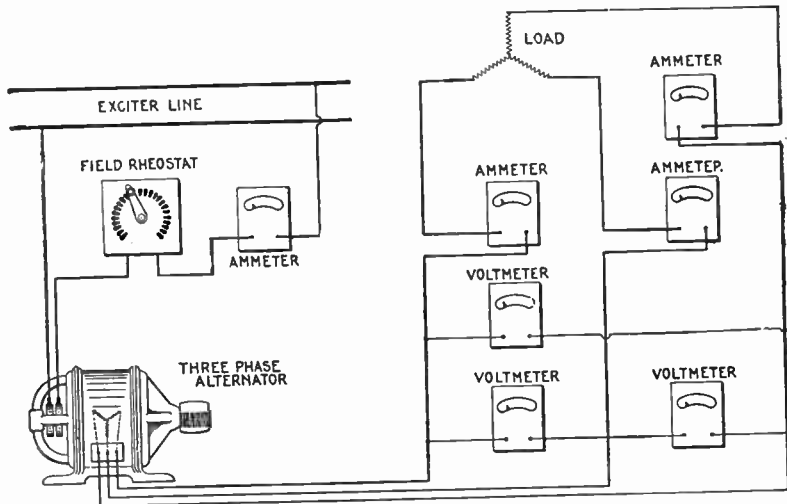 LOAD
AMMETER
EXCITER LINE
FIELD RHEOSTAT
AMMETER
AMMETEP.
AMMETER
VOLTMETER
THREE PHASE
ALTERNATOR
VOLTMETER
VOLTMETER